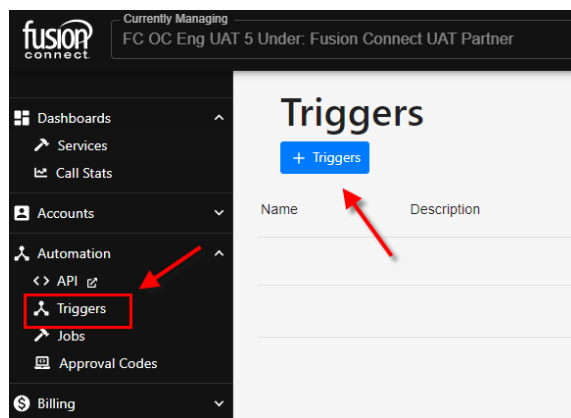 fusion
connect
Currently Managing
FC OC Eng UAT 5 Under: Fusion Connect UAT Partner
Dashboards
Services
Call Stats
Accounts
Automation
<> API
Triggers
Jobs
Approval Codes
Billing
Triggers
+ Triggers
Name Description